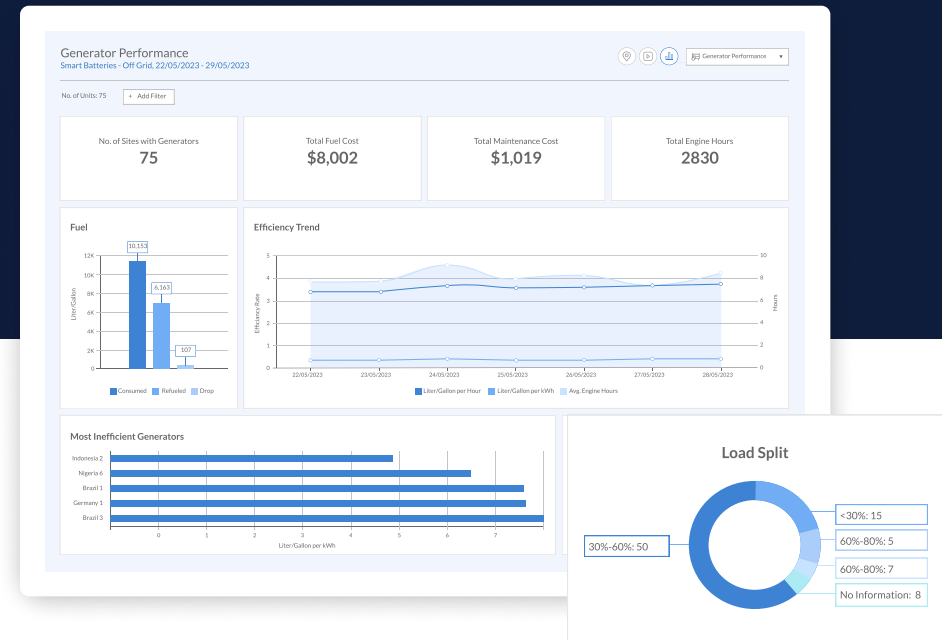 Generator Performance
Smart Batteries - Off Grid, 22/05/2023 - 29/05/2023
Generator Performance
No. of Units: 75
+ Add Filter
No. of Sites with Generators
75
Total Fuel Cost
$8,002
Total Maintenance Cost
$1,019
Total Engine Hours
2830
Fuel
Liter/Gallon
12K
10K
8K
6K
4K
2K
0
10,153
6,163
107
Consumed Refueled Drop
Efficiency Trend
Efficiency Rate
5
4
3
2
1
0
10
8
6
4
2
0
Hours
22/05/2023 23/05/2023 24/05/2023 25/05/2023 26/05/2023 27/05/2023 28/05/2023
Liter/Gallon per Hour Liter/Gallon per kWh Avg. Engine Hours
Most Inefficient Generators
Indonesia 2
Nigeria 6
Brazil 1
Germany 1
Brazil 3
0 1 2 3 4 5 6 7
Liter/Gallon per kWh
Load Split
30%-60%: 50
<30%: 15
60%-80%: 5
60%-80%: 7
No Information: 8